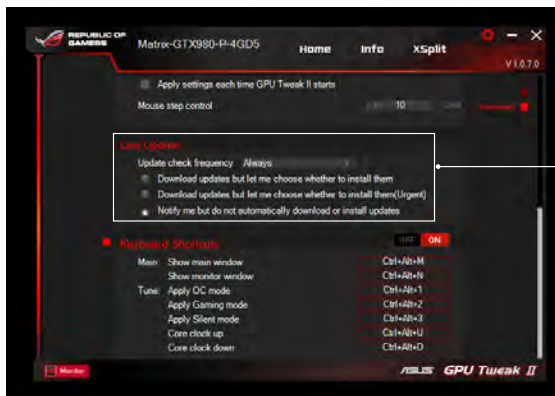 REPUBLIC OF
GAMERS
Matrix-GTX980-P-4GD5
Home Info XSplit
V1.0.7.0
Apply settings each time GPU Tweak II starts
Mouse step control 10
Live Update
Update check frequency Always
Download updates but let me choose whether to install them
Download updates but let me choose whether to install them(Urgent)
Notify me but do not automatically download or install updates
Keyboard Shortcuts OFF ON
Main: Show main window Ctrl+Alt+M
Show monitor window Ctrl+Alt+N
Tune: Apply OC mode Ctrl+Alt+1
Apply Gaming mode Ctrl+Alt+2
Apply Silent mode Ctrl+Alt+3
Core clock up Ctrl+Alt+U
Core clock down Ctrl+Alt+D
Monitor
ASUS GPU Tweak II